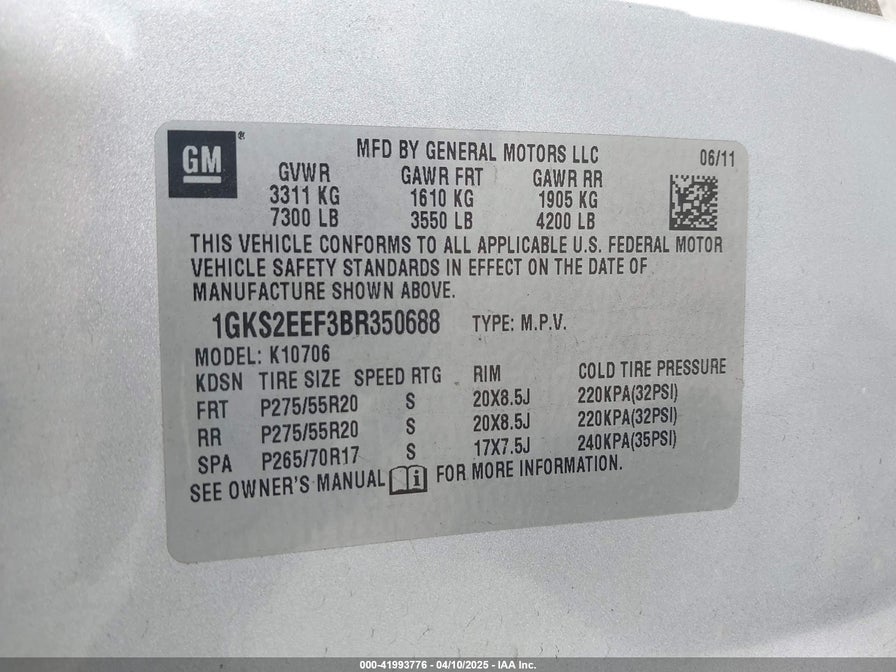 GM®
MFD BY GENERAL MOTORS LLC 06/11
GVWR GAWR FRT GAWR RR
3311 KG 1610 KG 1905 KG
7300 LB 3550 LB 4200 LB
THIS VEHICLE CONFORMS TO ALL APPLICABLE U.S. FEDERAL MOTOR
VEHICLE SAFETY STANDARDS IN EFFECT ON THE DATE OF
MANUFACTURE SHOWN ABOVE.
1GKS2EEF3BR350688 TYPE: M.P.V.
MODEL: K10706
KDSN TIRE SIZE SPEED RTG RIM COLD TIRE PRESSURE
FRT P275/55R20 S 20X8.5J 220KPA(32PSI)
RR P275/55R20 S 20X8.5J 220KPA(32PSI)
SPA P265/70R17 S 17X7.5J 240KPA(35PSI)
SEE OWNER'S MANUAL FOR MORE INFORMATION.
000-41993776 - 04/10/2025 - IAA Inc.